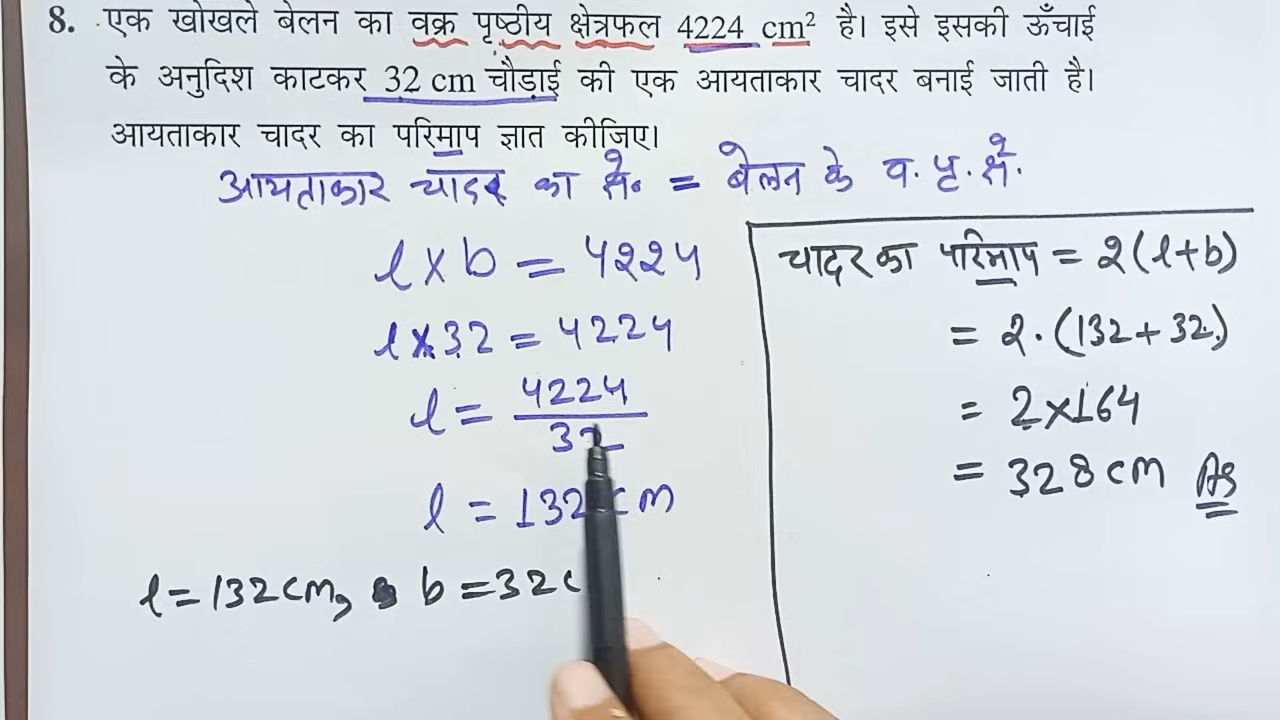 8. एक खोखले बेलन का वक्र पृष्ठीय क्षेत्रफल 4224 cm² है। इसे इसकी ऊँचाई
के अनुदिश काटकर 32 cm चौड़ाई की एक आयताकार चादर बनाई जाती है।
आयताकार चादर का परिमाप ज्ञात कीजिए।
आयताकार चादर का क्षे. = बेलन के व. पृ. क्षे.
l × b = 4224
l × 32 = 4224
l = 4224/32
l = 132 cm
l = 132 cm, b = 32
चादर का परिमाप = 2(l+b)
= 2.(132+32)
= 2×164
= 328 cm